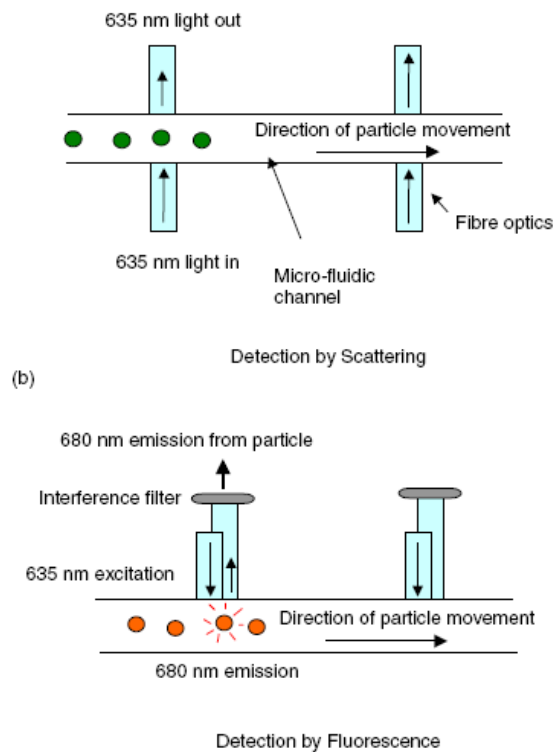 635 nm light out
Direction of particle movement
Fibre optics
635 nm light in
Micro-fluidic
channel
Detection by Scattering
(b)
680 nm emission from particle
Interference filter
635 nm excitation
Direction of particle movement
680 nm emission
Detection by Fluorescence